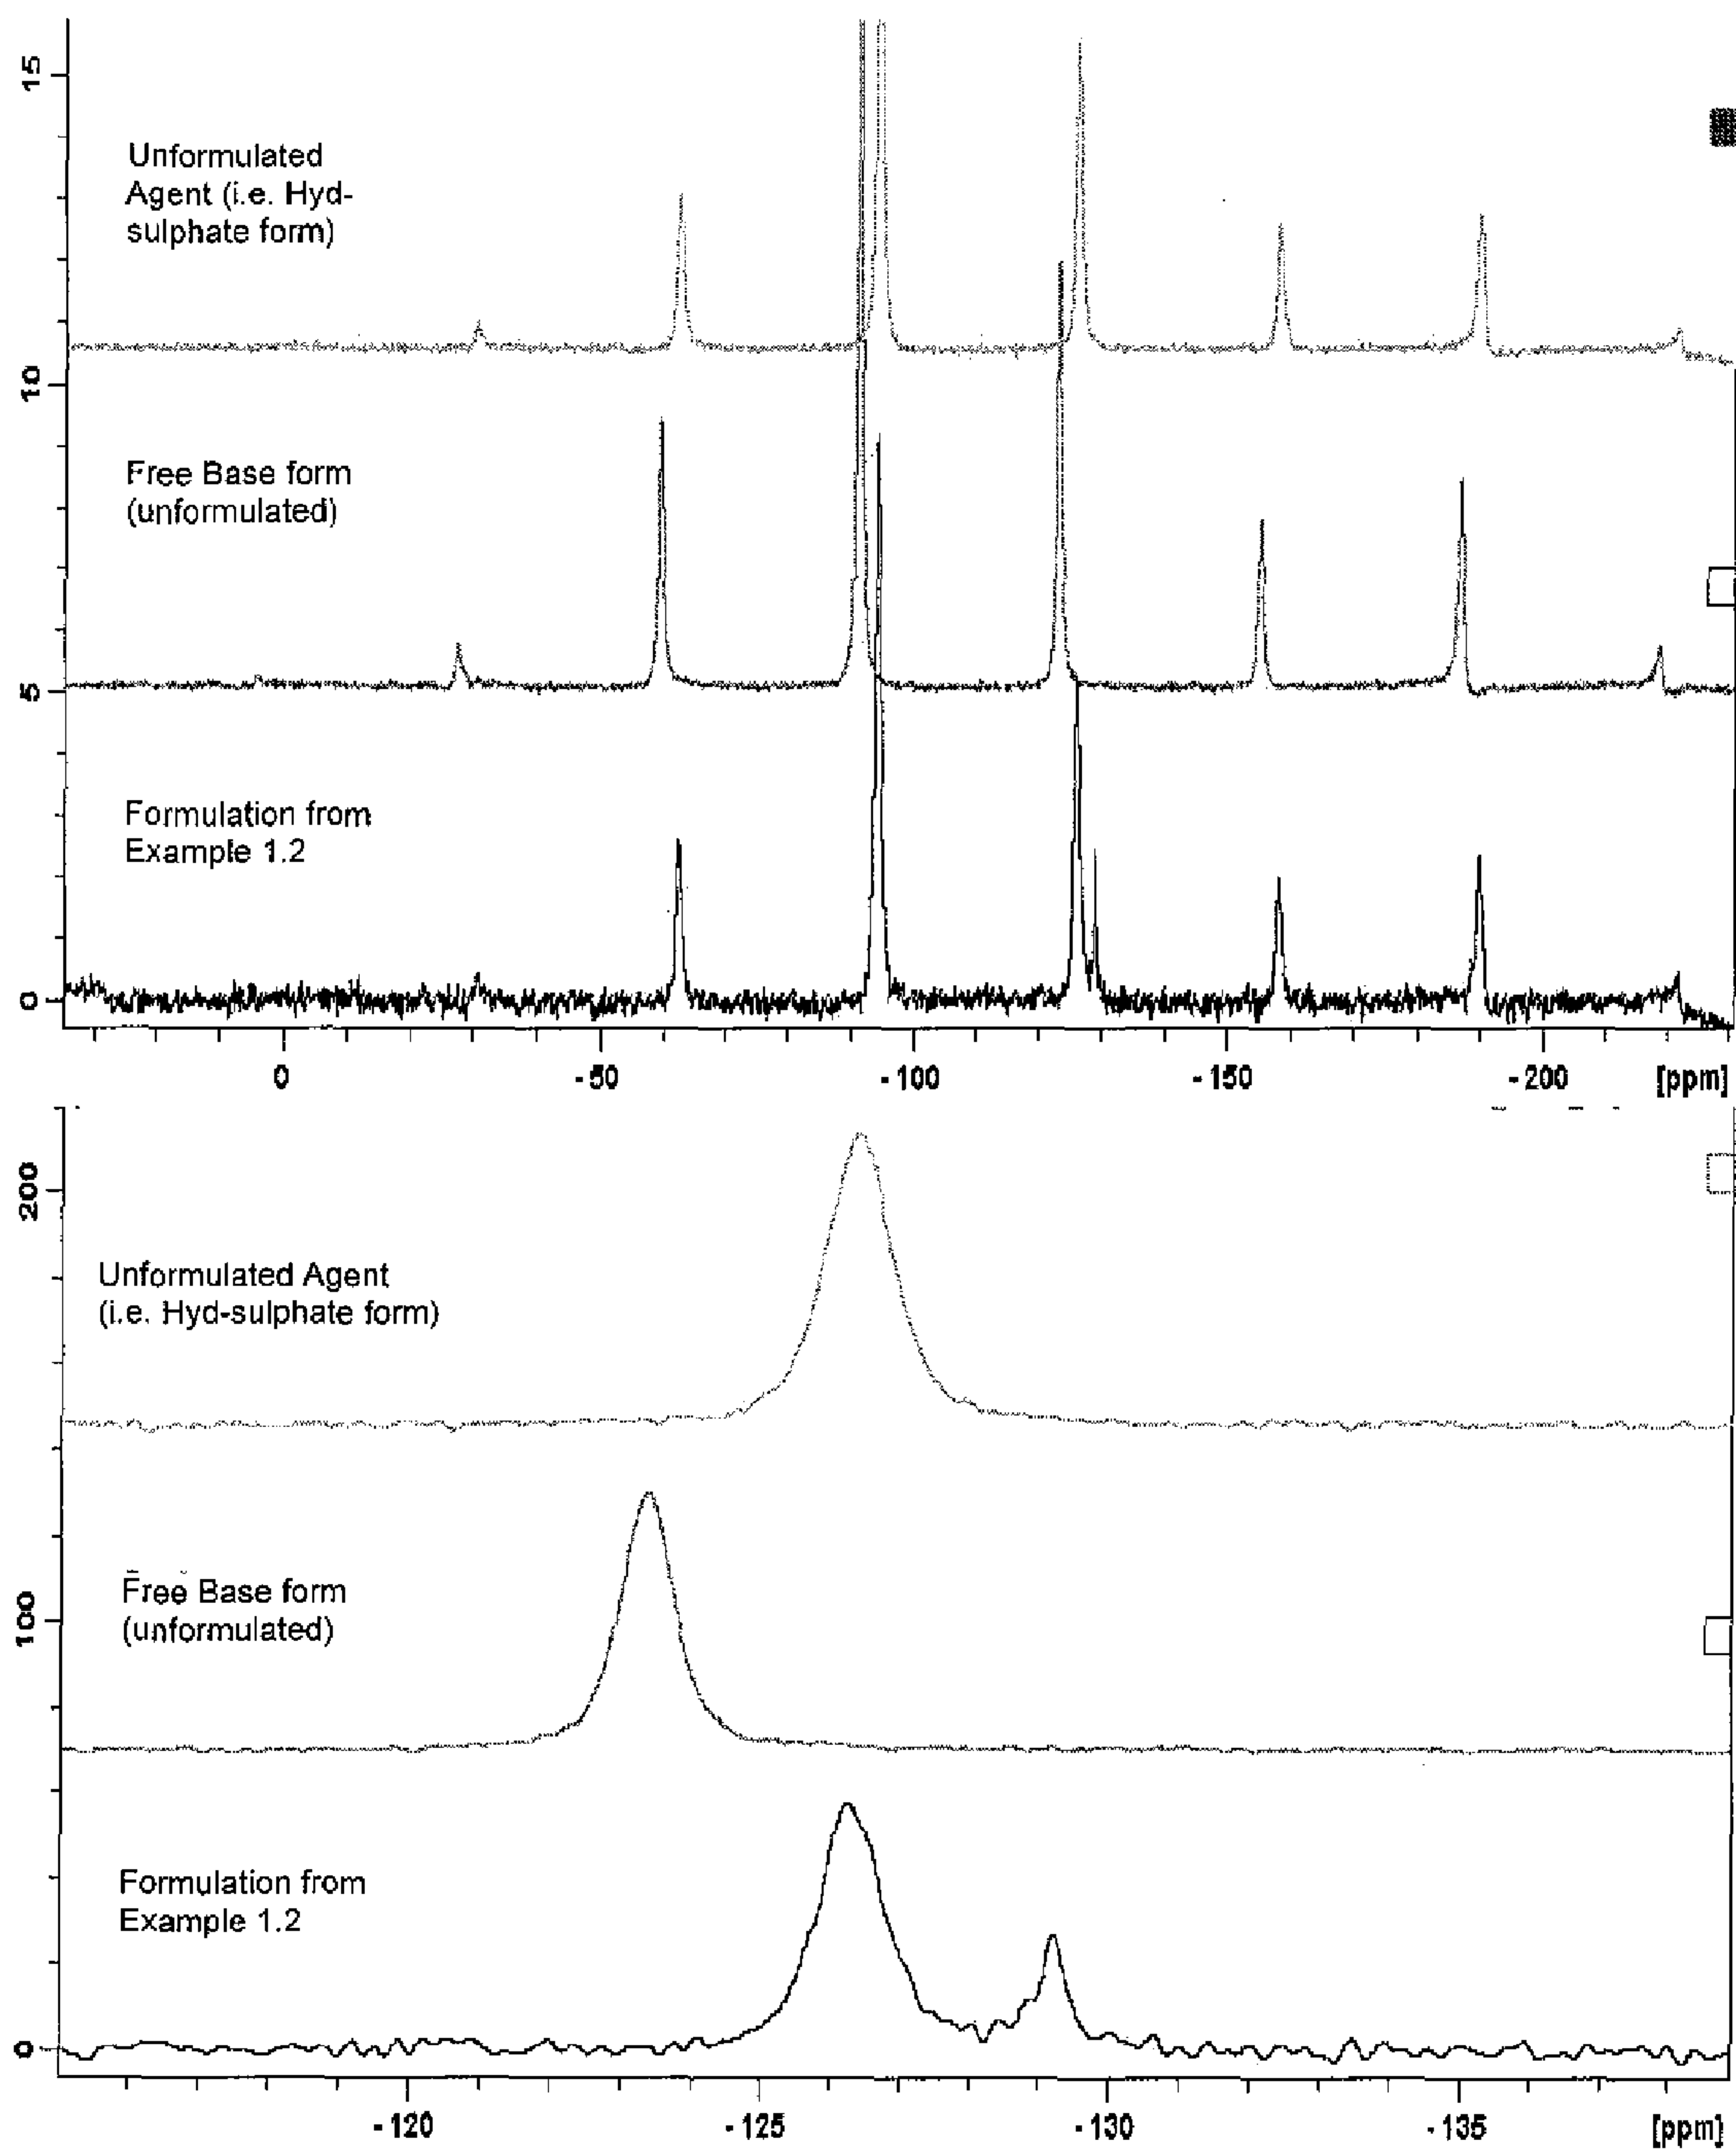 15
Unformulated
Agent (i.e. Hyd-
sulphate form)
10
Free Base form
(unformulated)
5
Formulation from
Example 1.2
0
0 -50 -100 -150 -200 [ppm]
200
Unformulated Agent
(i.e. Hyd-sulphate form)
Free Base form
(unformulated)
100
Formulation from
Example 1.2
0
-120 -125 -130 -135 [ppm]